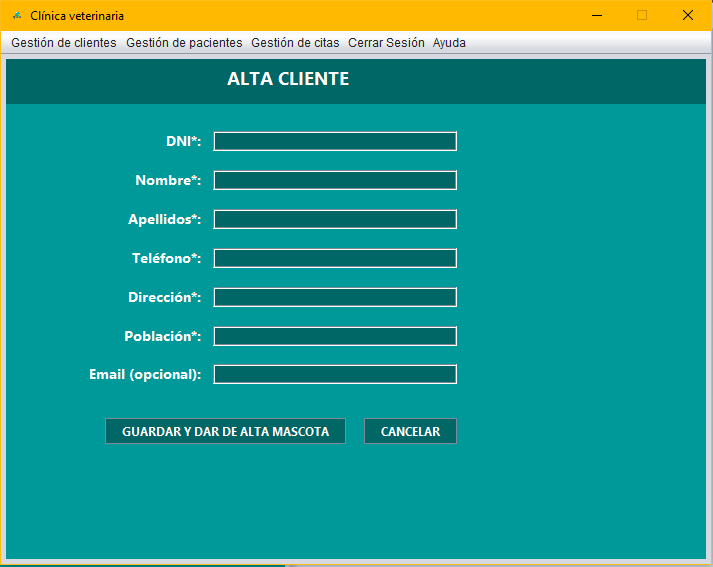 Clínica veterinaria
Gestión de clientes Gestión de pacientes Gestión de citas Cerrar Sesión Ayuda
ALTA CLIENTE
DNI*:
Nombre*:
Apellidos*:
Teléfono*:
Dirección*:
Población*:
Email (opcional):
GUARDAR Y DAR DE ALTA MASCOTA CANCELAR